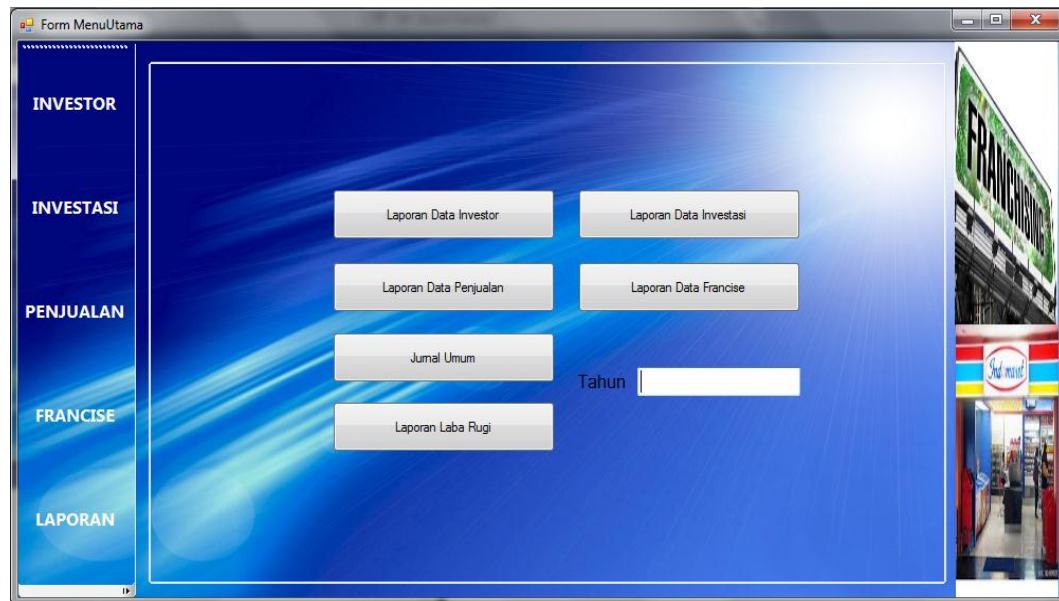 Form MenuUtama
INVESTOR
INVESTASI
PENJUALAN
FRANCISE
LAPORAN
Laporan Data Investor
Laporan Data Investasi
Laporan Data Penjualan
Laporan Data Francise
Jurnal Umum
Tahun
Laporan Laba Rugi
FRANCHISING
Indomaret